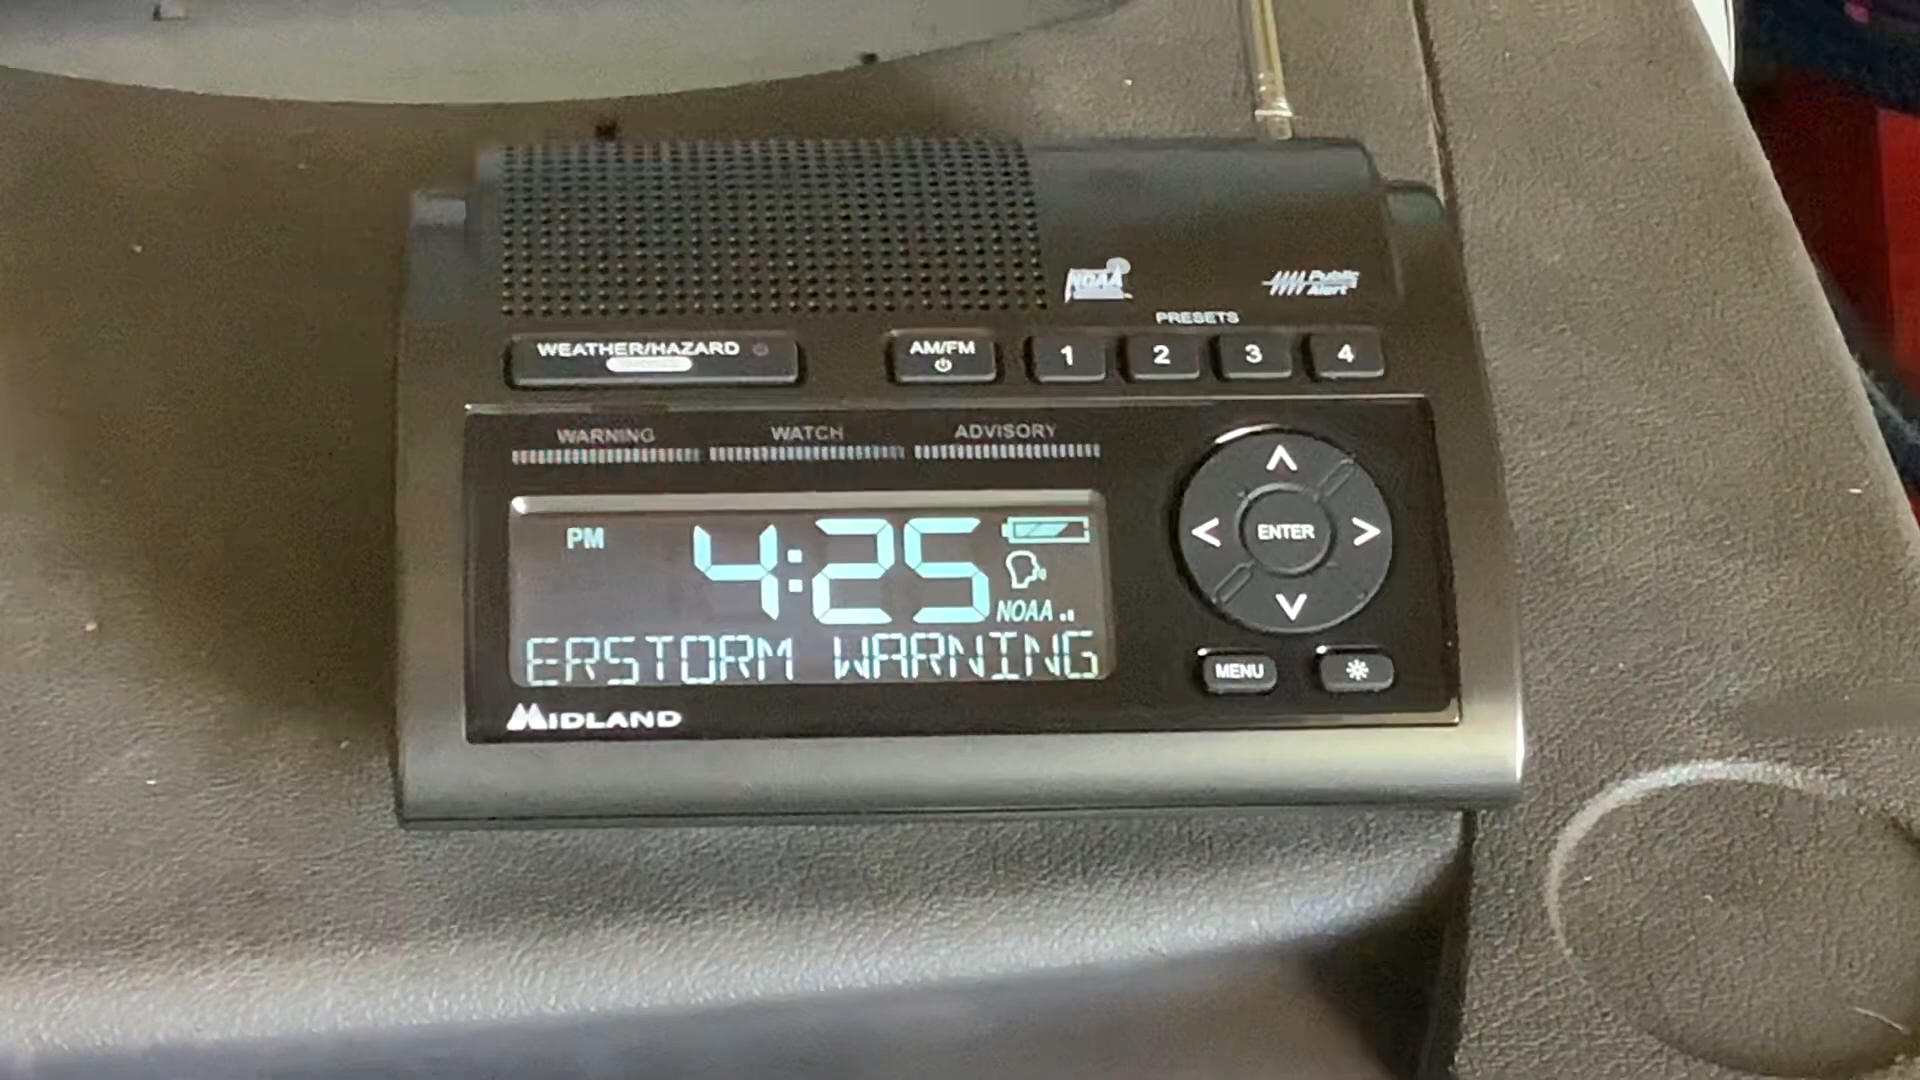 NOAA
Public
Alert
PRESETS
WEATHER/HAZARD
AM/FM
1
2
3
4
WARNING
WATCH
ADVISORY
PM
4:25
NOAA
ERSTORM WARNING
ENTER
MENU
MIDLAND